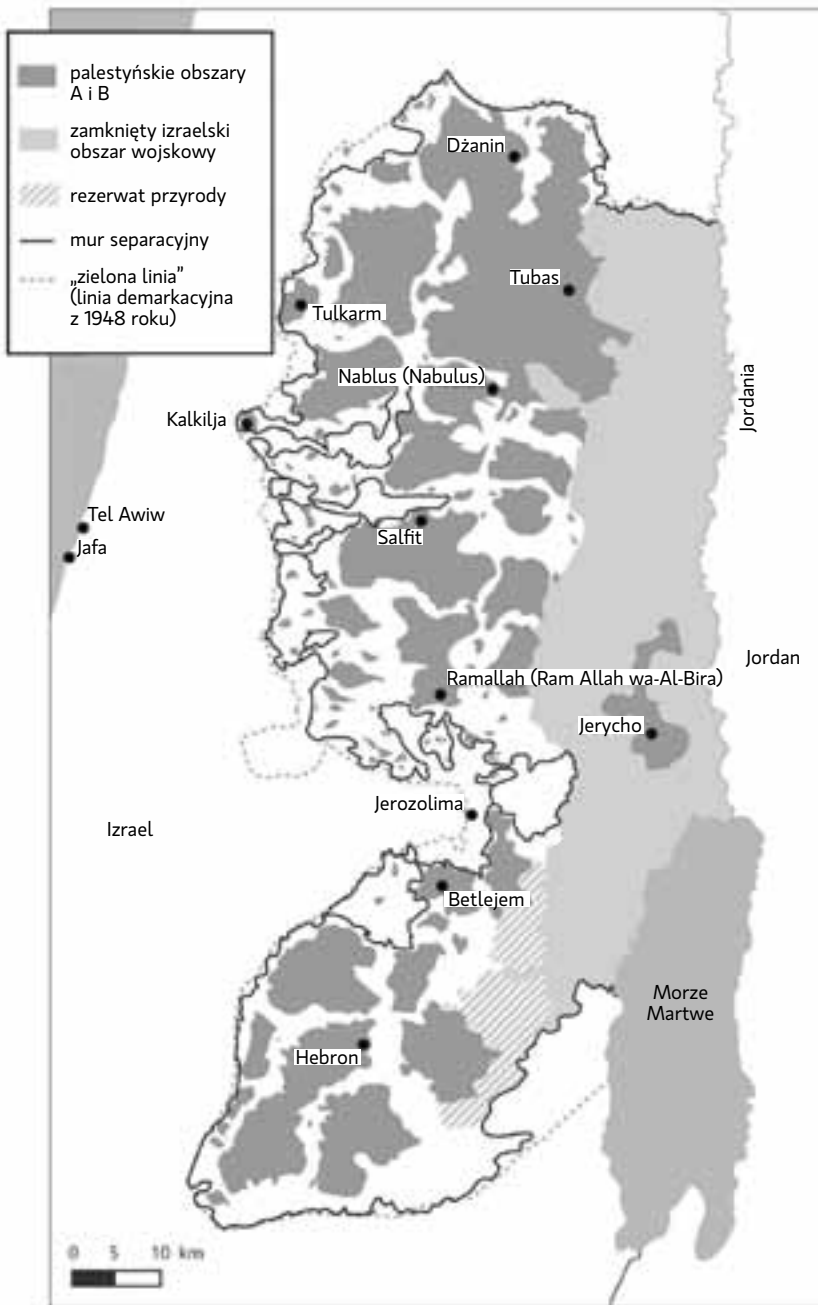 palestyńskie obszary
A i B
zamknięty izraelski
obszar wojskowy
rezerwat przyrody
mur separacyjny
„zielona linia”
(linia demarkacyjna
z 1948 roku)
Dżanin
Tubas
Tulkarm
Nablus (Nabulus)
Kalkilja
Jordania
Tel Awiw
Jafa
Salfit
Jordan
Ramallah (Ram Allah wa-Al-Bira)
Jerycho
Jerozolima
Izrael
Betlejem
Morze
Martwe
Hebron
0 5 10 km